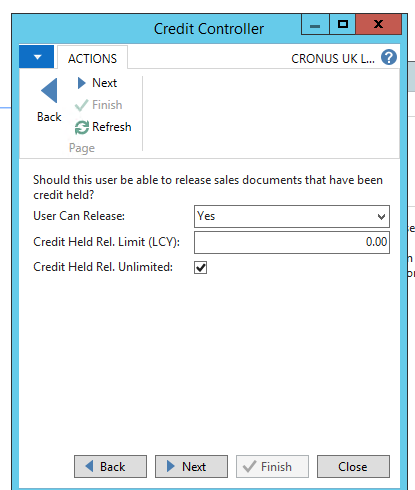 Credit Controller
ACTIONS
CRONUS UK L...
Back
Next
Finish
Refresh
Page
Should this user be able to release sales documents that have been
credit held?
User Can Release:
Yes
Credit Held Rel. Limit (LCY):
0.00
Credit Held Rel. Unlimited:
Back
Next
Finish
Close